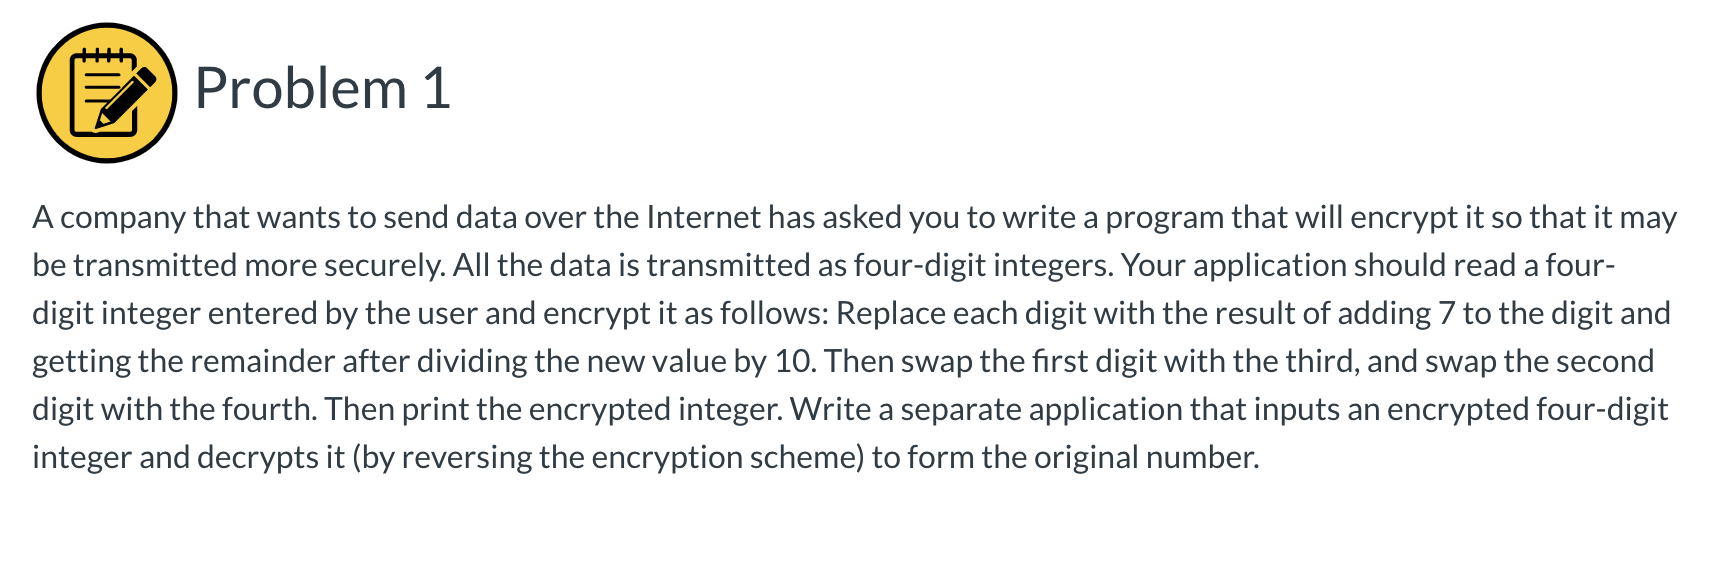 Problem 1
A company that wants to send data over the Internet has asked you to write a program that will encrypt it so that it may
be transmitted more securely. All the data is transmitted as four-digit integers. Your application should read a four-
digit integer entered by the user and encrypt it as follows: Replace each digit with the result of adding 7 to the digit and
getting the remainder after dividing the new value by 10. Then swap the first digit with the third, and swap the second
digit with the fourth. Then print the encrypted integer. Write a separate application that inputs an encrypted four-digit
integer and decrypts it (by reversing the encryption scheme) to form the original number.